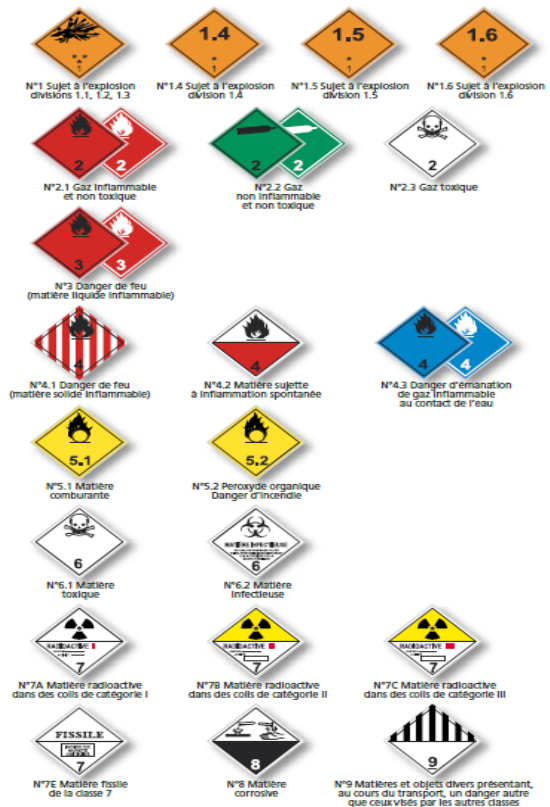 1.4
1.5
1.6
*
*
*
*
*
*
1
1
1
1
N°1 Sujet à l'explosion
divisions 1.1, 1.2, 1.3
N°1.4 Sujet à l'explosion
division 1.4
N°1.5 Sujet à l'explosion
division 1.5
N°1.6 Sujet à l'explosion
division 1.6
2
2
2
2
2
N°2.1 Gaz inflammable
et non toxique
N°2.2 Gaz
non inflammable
et non toxique
N°2.3 Gaz toxique
3
3
N°3 Danger de feu
(matière liquide inflammable)
4
4
4
4
N°4.1 Danger de feu
(matière solide inflammable)
N°4.2 Matière sujette
à inflammation spontanée
N°4.3 Danger d'émanation
de gaz inflammable
au contact de l'eau
5.1
5.2
N°5.1 Matière
comburante
N°5.2 Peroxyde organique
Danger d'incendie
6
MATIÈRE INFECTIEUSE
6
N°6.1 Matière
toxique
N°6.2 Matière
infectieuse
RADIOACTIVE I
7
RADIOACTIVE II
7
RADIOACTIVE III
7
N°7A Matière radioactive
dans des colis de catégorie I
N°7B Matière radioactive
dans des colis de catégorie II
N°7C Matière radioactive
dans des colis de catégorie III
FISSILE
7
8
9
N°7E Matière fissile
de la classe 7
N°8 Matière
corrosive
N°9 Matières et objets divers présentant,
au cours du transport, un danger autre
que ceux visés par les autres classes